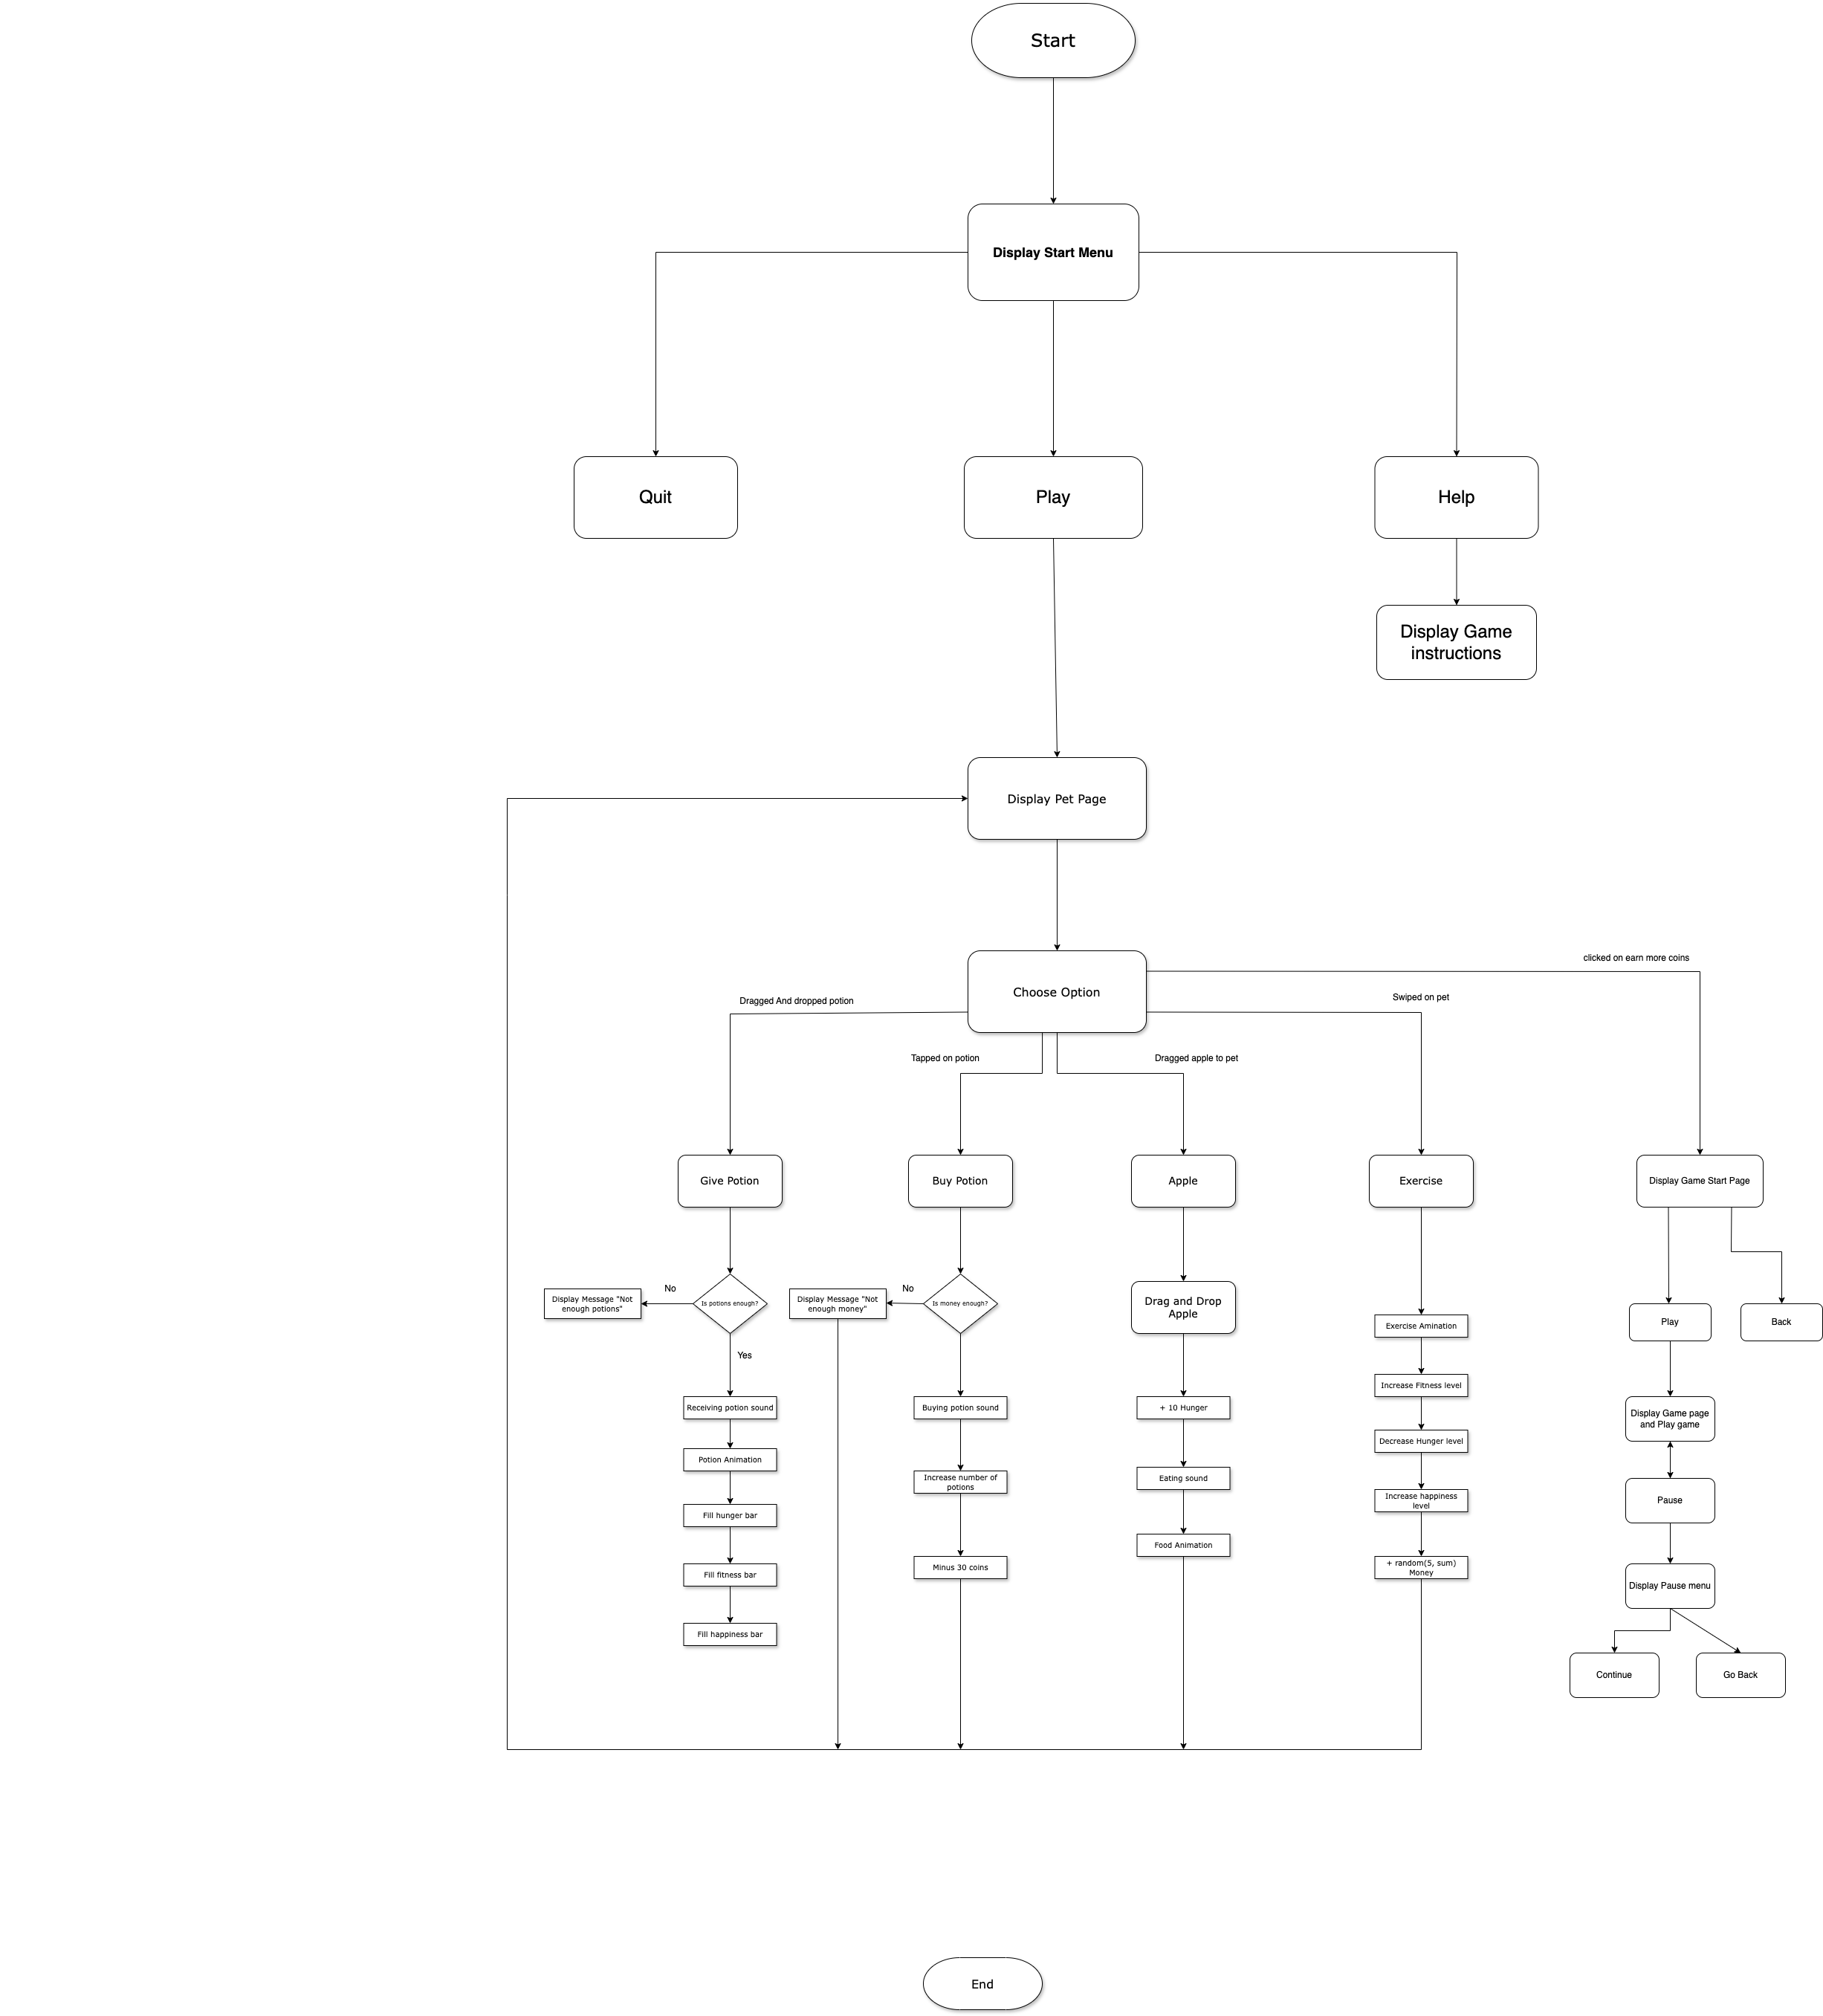 Start
Display Start Menu
Quit
Play
Help
Display Game
instructions
Display Pet Page
Choose Option
clicked on earn more coins
Dragged And dropped potion
Swiped on pet
Tapped on potion
Dragged apple to pet
Give Potion
Buy Potion
Apple
Exercise
Display Game Start Page
Display Message "Not
enough potions"
No
Is potions enough?
Yes
Display Message "Not
enough money"
No
Is money enough?
Drag and Drop
Apple
Exercise Amination
Play
Back
Receiving potion sound
Buying potion sound
+ 10 Hunger
Increase Fitness level
Display Game page
and Play game
Potion Animation
Increase number of
potions
Eating sound
Decrease Hunger level
Pause
Fill hunger bar
Food Animation
Increase happiness
level
Fill fitness bar
Minus 30 coins
+ random(5, sum)
Money
Display Pause menu
Fill happiness bar
Continue
Go Back
End